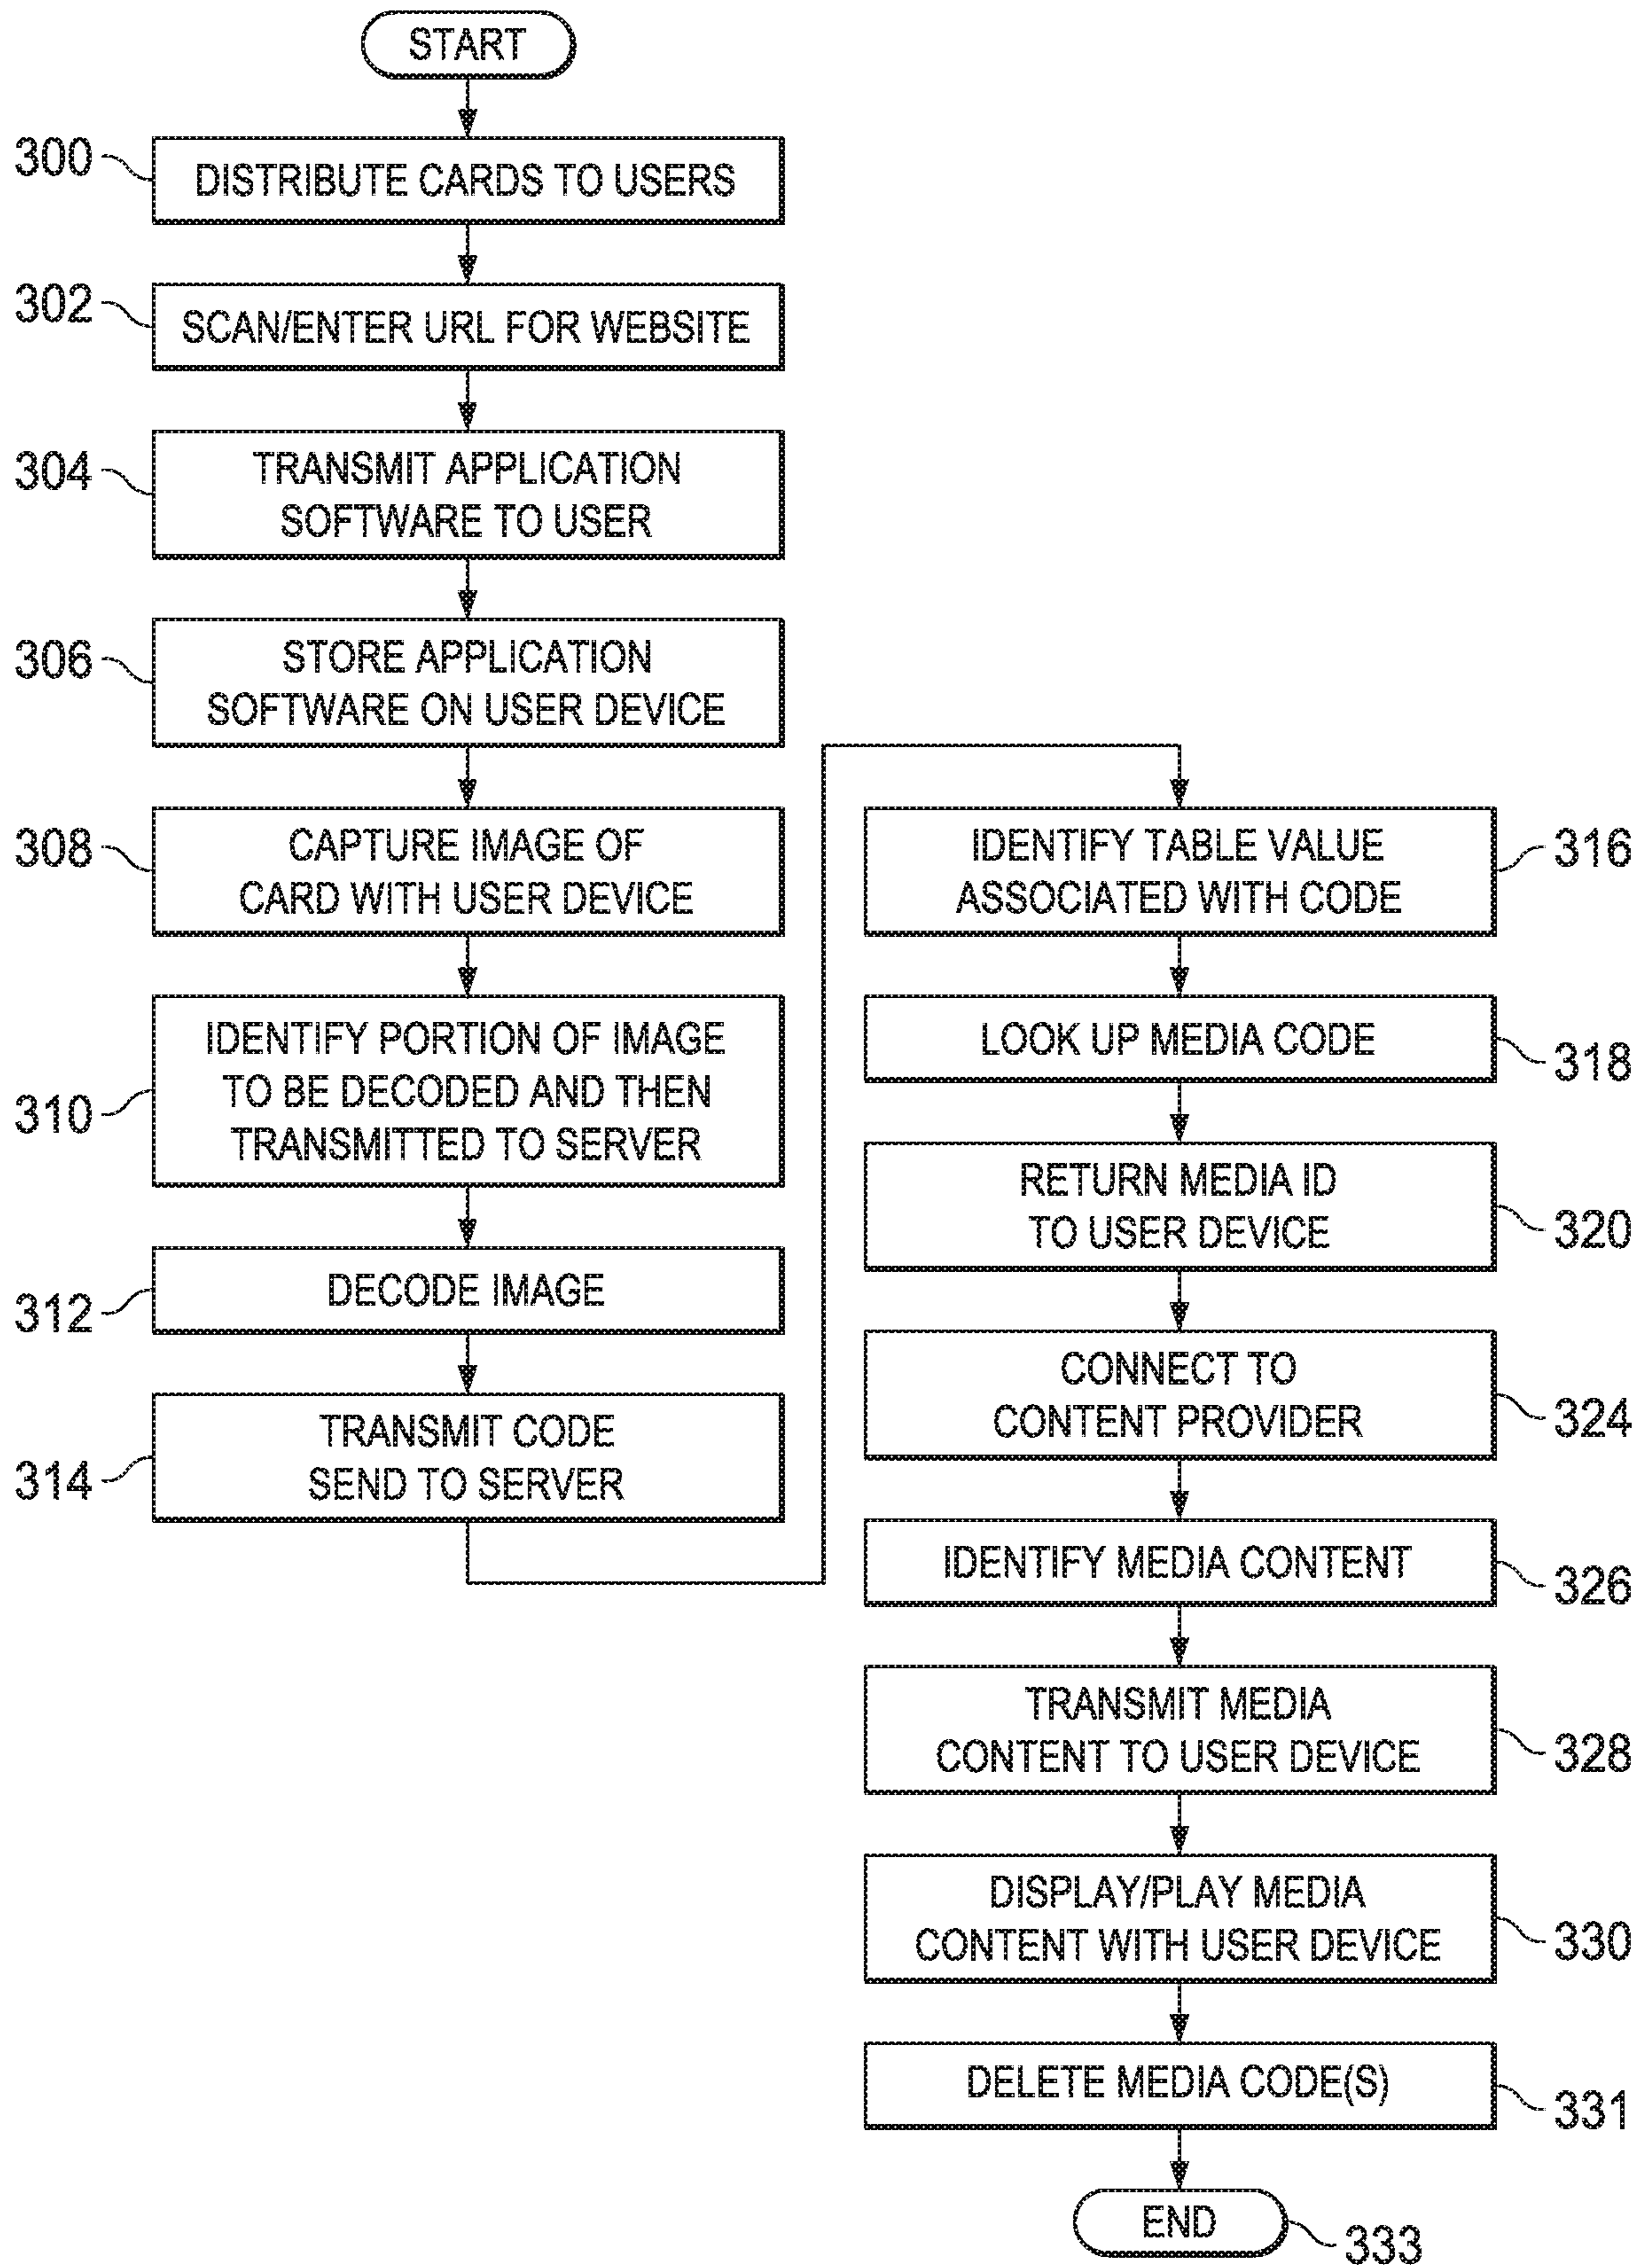 START
300
DISTRIBUTE CARDS TO USERS
302
SCAN/ENTER URL FOR WEBSITE
304
TRANSMIT APPLICATION
SOFTWARE TO USER
306
STORE APPLICATION
SOFTWARE ON USER DEVICE
308
CAPTURE IMAGE OF
CARD WITH USER DEVICE
310
IDENTIFY PORTION OF IMAGE
TO BE DECODED AND THEN
TRANSMITTED TO SERVER
312
DECODE IMAGE
314
TRANSMIT CODE
SEND TO SERVER
IDENTIFY TABLE VALUE
ASSOCIATED WITH CODE
316
LOOK UP MEDIA CODE
318
RETURN MEDIA ID
TO USER DEVICE
320
CONNECT TO
CONTENT PROVIDER
324
IDENTIFY MEDIA CONTENT
326
TRANSMIT MEDIA
CONTENT TO USER DEVICE
328
DISPLAY/PLAY MEDIA
CONTENT WITH USER DEVICE
330
DELETE MEDIA CODE(S)
331
END
333